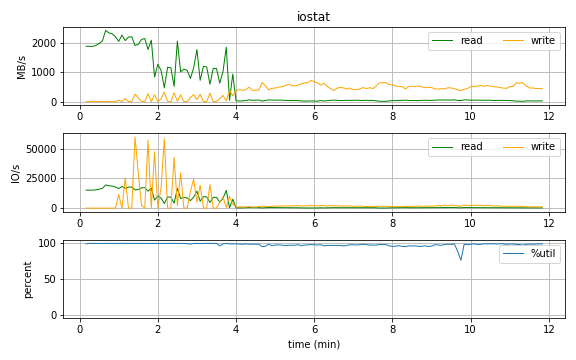 iostat
MB/s
2000
1000
0
read write
0 2 4 6 8 10 12
IO/s
50000
25000
0
read write
0 2 4 6 8 10 12
percent
100
50
0
%util
0 2 4 6 8 10 12
time (min)